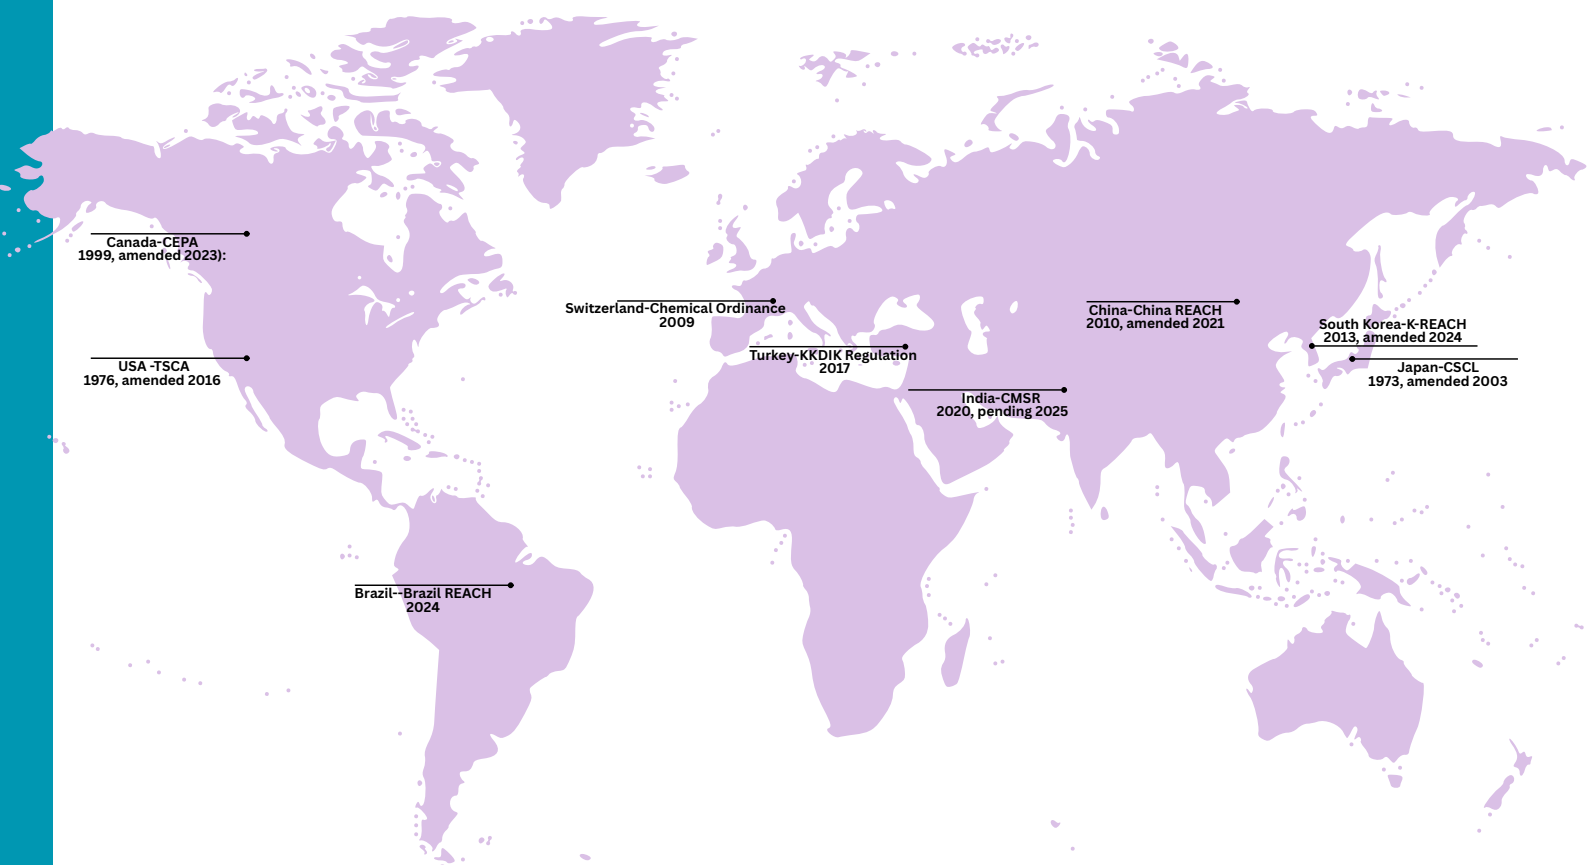 Canada-CEPA
1999, amended 2023):
USA -TSCA
1976, amended 2016
Brazil--Brazil REACH
2024
Switzerland-Chemical Ordinance
2009
Turkey-KKDIK Regulation
2017
India-CMSR
2020, pending 2025
China-China REACH
2010, amended 2021
South Korea-K-REACH
2013, amended 2024
Japan-CSCL
1973, amended 2003